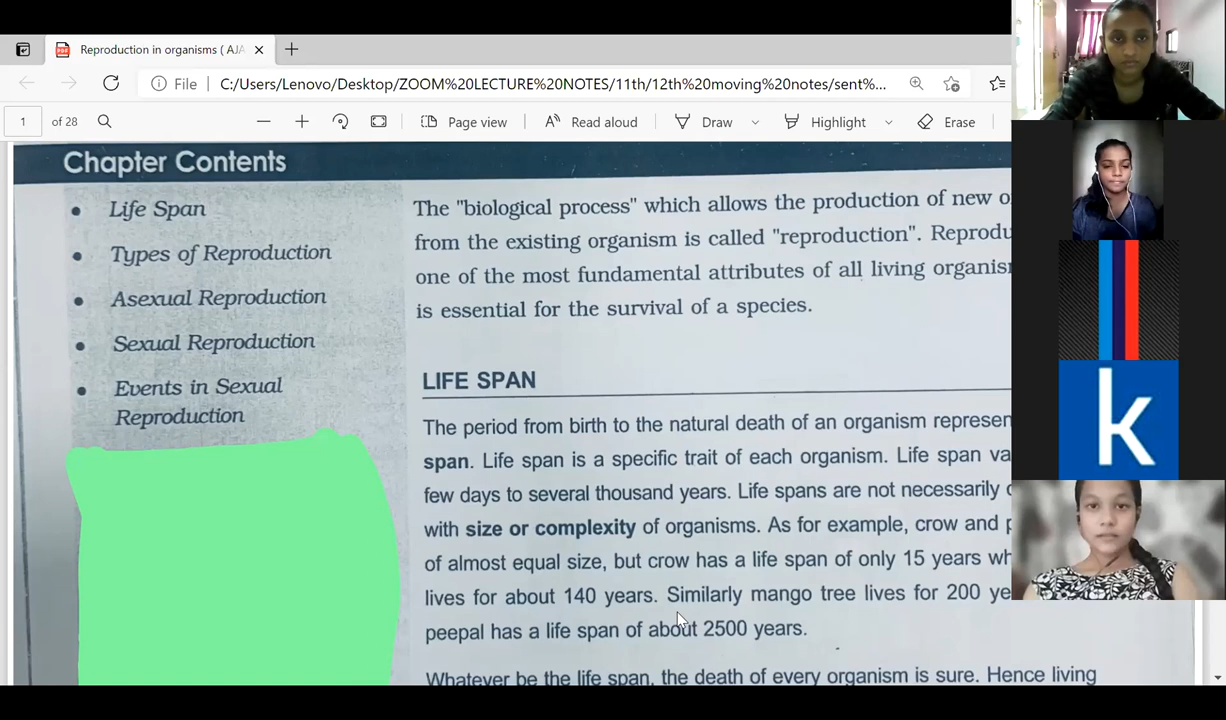 Reproduction in organisms ( AJA
File C:/Users/Lenovo/Desktop/ZOOM%20LECTURE%20NOTES/11th/12th%20moving%20notes/sent%...
1 of 28 Page view Read aloud Draw Highlight Erase
Chapter Contents
• Life Span
• Types of Reproduction
• Asexual Reproduction
• Sexual Reproduction
• Events in Sexual
Reproduction
The "biological process" which allows the production of new
from the existing organism is called "reproduction".
one of the most fundamental attributes of all living
is essential for the survival of a species.
LIFE SPAN
The period from birth to the natural death of an organism
span. Life span is a specific trait of each organism. Life span
few days to several thousand years. Life spans are not necessarily
with size or complexity of organisms. As for example, crow and
of almost equal size, but crow has a life span of only 15 years
lives for about 140 years. Similarly mango tree lives for 200
peepal has a life span of about 2500 years.
Whatever be the life span, the death of every organism is sure. Hence living
k